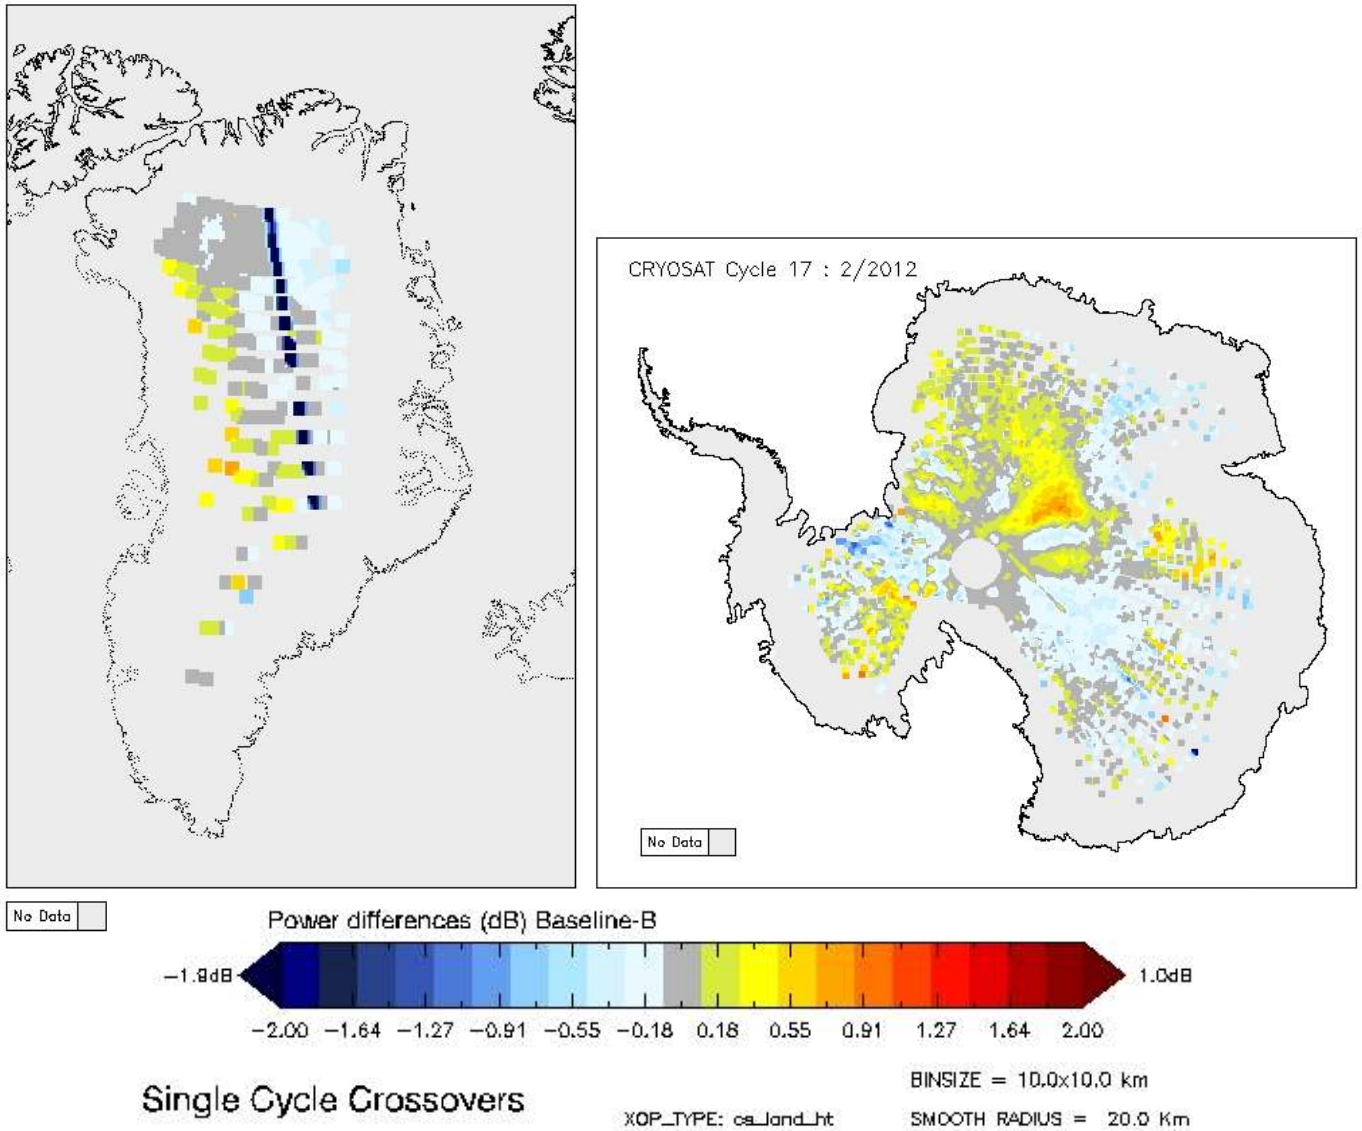 CRYOSAT Cycle 17 : 2/2012
No Data
No Data
Power differences (dB) Baseline-B
-1.9dB
1.0dB
-2.00 -1.64 -1.27 -0.91 -0.55 -0.18 0.18 0.55 0.91 1.27 1.64 2.00
BINSIZE = 10.0x10.0 km
Single Cycle Crossovers
XOP_TYPE: cs_land_ht
SMOOTH RADIUS = 20.0 Km